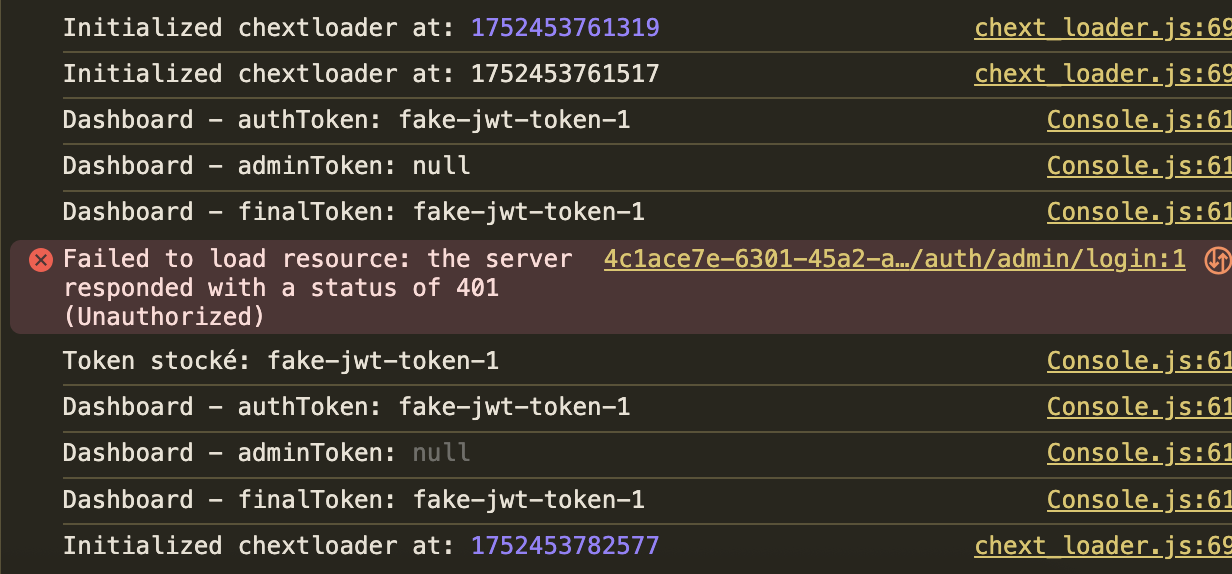 Initialized chextloader at: 1752453761319 chext_loader.js:69
Initialized chextloader at: 1752453761517 chext_loader.js:69
Dashboard – authToken: fake-jwt-token-1 Console.js:61
Dashboard – adminToken: null Console.js:61
Dashboard – finalToken: fake-jwt-token-1 Console.js:61
Failed to load resource: the server 4c1ace7e-6301-45a2-a…/auth/admin/login:1
responded with a status of 401
(Unauthorized)
Token stocké: fake-jwt-token-1 Console.js:61
Dashboard – authToken: fake-jwt-token-1 Console.js:61
Dashboard – adminToken: null Console.js:61
Dashboard – finalToken: fake-jwt-token-1 Console.js:61
Initialized chextloader at: 1752453782577 chext_loader.js:69